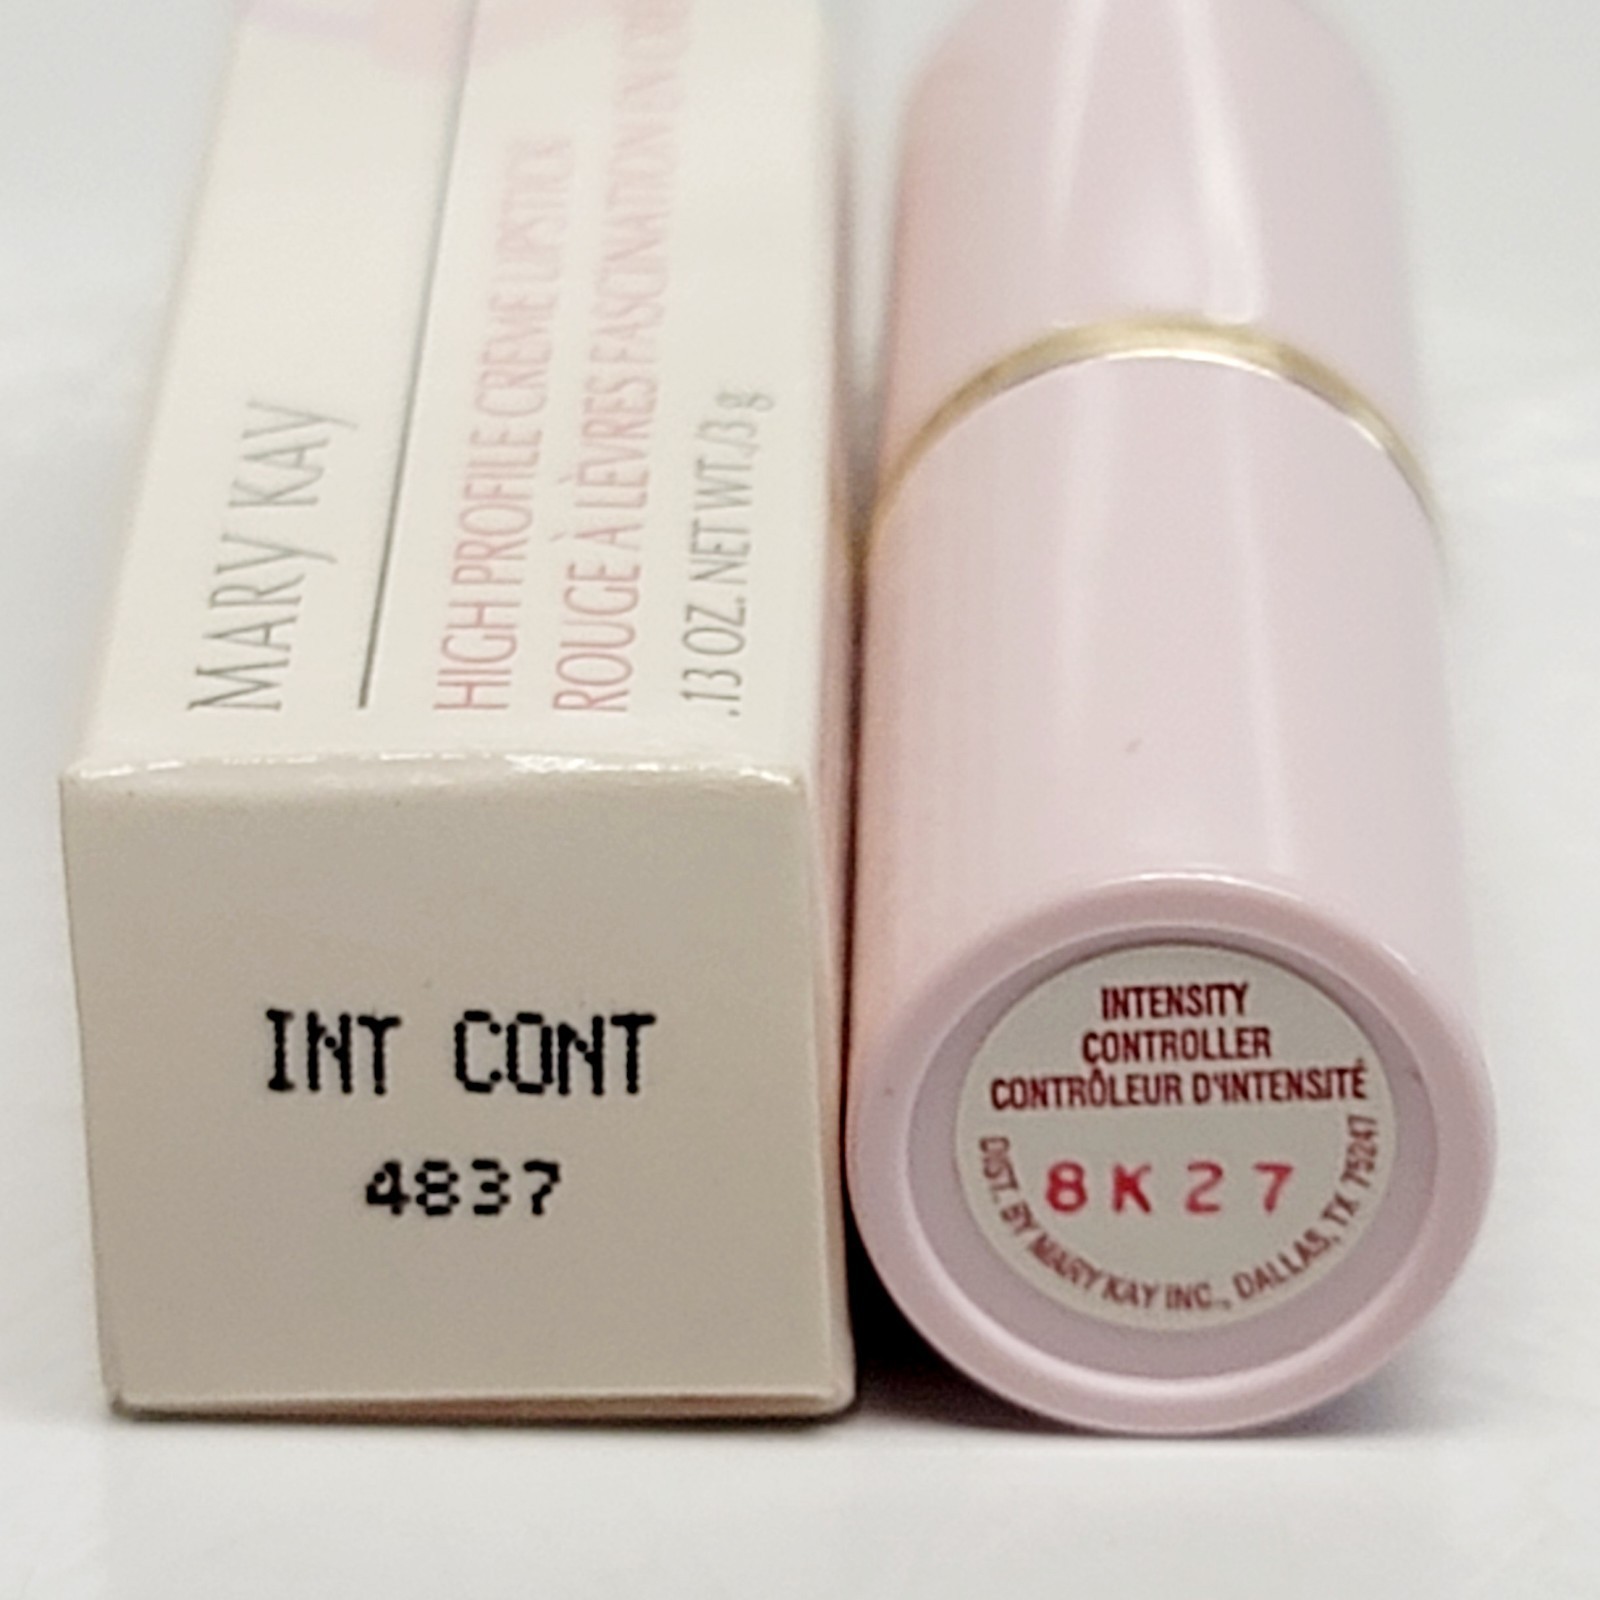 MARY KAY
HIGH PROFILE CREME LIPSTICK
ROUGE À LÈVRES FASCINATION EN
.13 OZ. NET WT./3 g
INT CONT
4837
INTENSITY
CONTROLLER
CONTRÔLEUR D'INTENSITÉ
8K27
DIST. BY MARY KAY INC., DALLAS, TX 75247